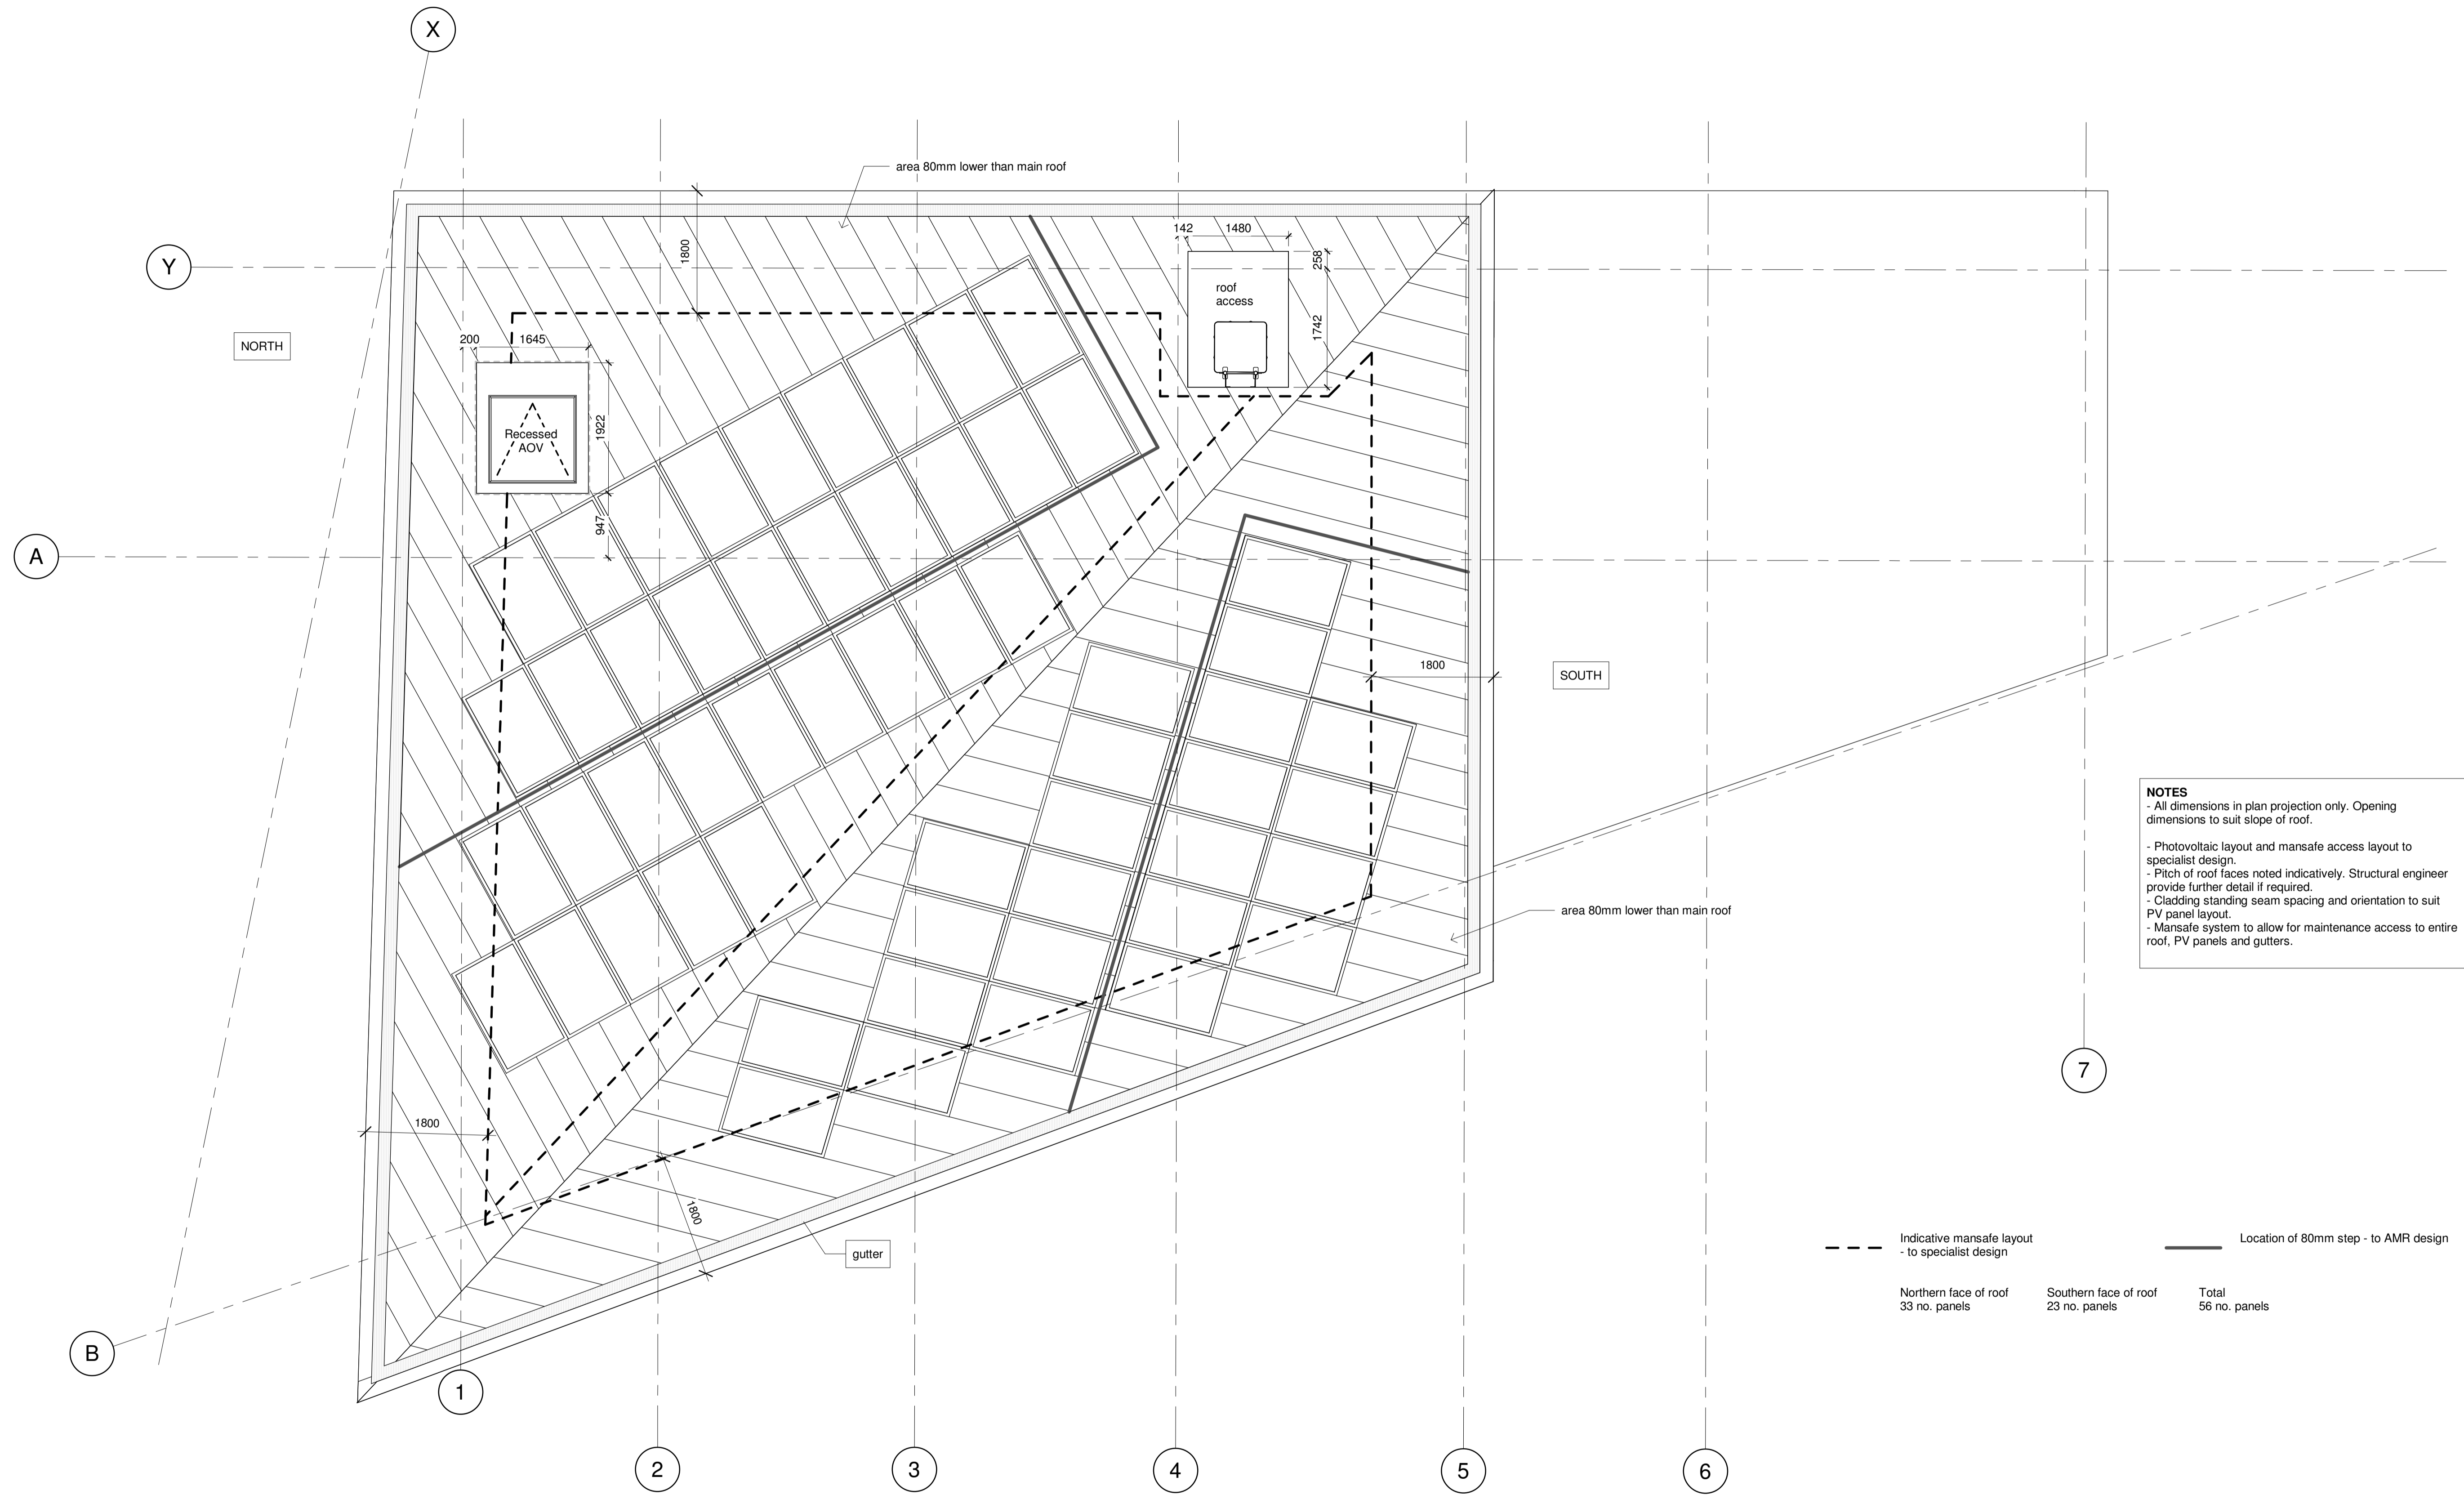 X
area 80mm lower than main roof
142
1480
1800
258
Y
roof
access
1742
NORTH
200
1645
1922
Recessed
AOV
947
A
1800
SOUTH
NOTES
- All dimensions in plan projection only. Opening
dimensions to suit slope of roof.
- Photovoltaic layout and mansafe access layout to
specialist design.
- Pitch of roof faces noted indicatively. Structural engineer
provide further detail if required.
- Cladding standing seam spacing and orientation to suit
PV panel layout.
- Mansafe system to allow for maintenance access to entire
roof, PV panels and gutters.
area 80mm lower than main roof
7
1800
1800
gutter
Indicative mansafe layout
- to specialist design
Location of 80mm step - to AMR design
Northern face of roof
33 no. panels
Southern face of roof
23 no. panels
Total
56 no. panels
B
1
2
3
4
5
6